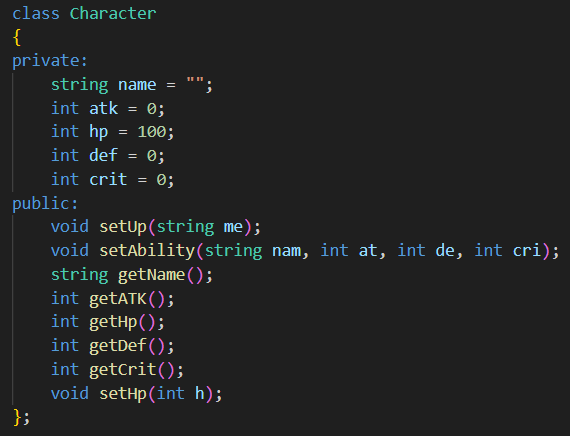 class Character
{
private:
    string name = "";
    int atk = 0;
    int hp = 100;
    int def = 0;
    int crit = 0;
public:
    void setUp(string me);
    void setAbility(string nam, int at, int de, int cri);
    string getName();
    int getATK();
    int getHp();
    int getDef();
    int getCrit();
    void setHp(int h);
};